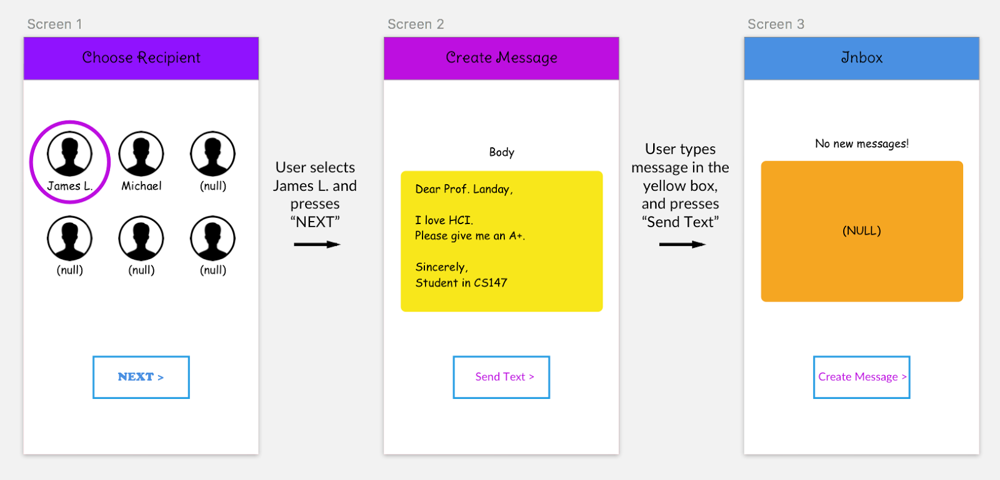 Screen 1
Choose Recipient
James L.
Michael
(null)
(null)
(null)
(null)
NEXT >
User selects
James L. and
presses
“NEXT”
Screen 2
Create Message
Body
Dear Prof. Landay,
I love HCI.
Please give me an A+.
Sincerely,
Student in CS147
Send Text >
User types
message in the
yellow box,
and presses
“Send Text”
Screen 3
Inbox
No new messages!
(NULL)
Create Message >